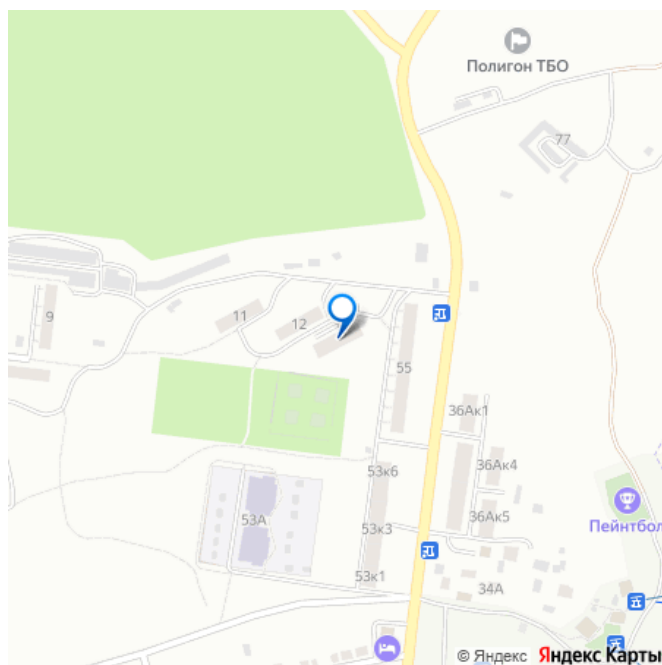 Полигон ТБО
77
9
11
12
55
36Ак1
53к6
36Ак4
53А
53к3
36Ак5
Пейнтбол
53к1
34А
© Яндекс Яндекс Карты